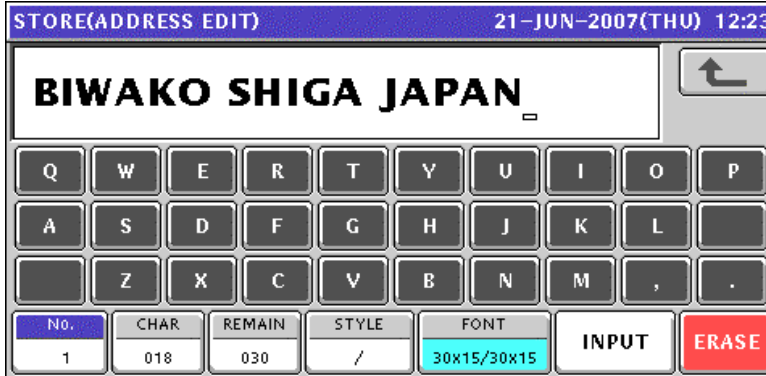 STORE(ADDRESS EDIT) 21-JUN-2007(THU) 12:23
BIWAKO SHIGA JAPAN
Q W E R T Y U I O P
A S D F G H J K L
Z X C V B N M , .
No. CHAR REMAIN STYLE FONT INPUT ERASE
1 018 030 / 30x15/30x15